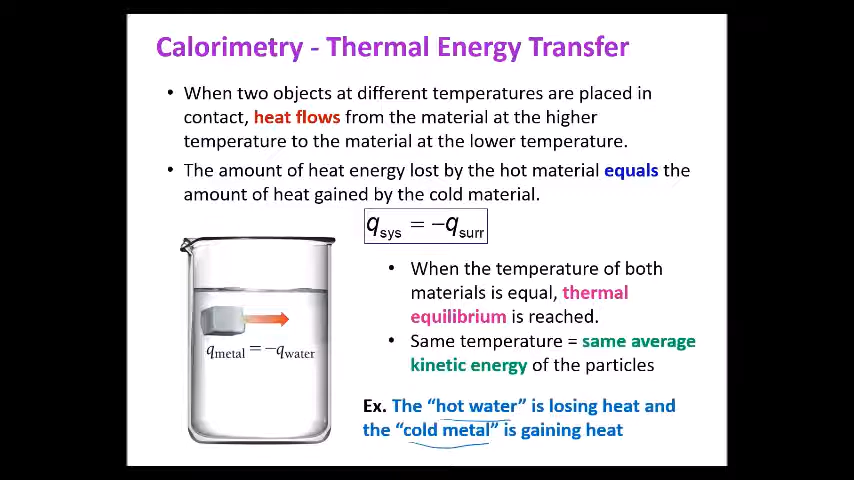 Calorimetry - Thermal Energy Transfer
• When two objects at different temperatures are placed in
contact, heat flows from the material at the higher
temperature to the material at the lower temperature.
• The amount of heat energy lost by the hot material equals the
amount of heat gained by the cold material.
qsys = −qsurr
• When the temperature of both
materials is equal, thermal
equilibrium is reached.
• Same temperature = same average
kinetic energy of the particles
qmetal = −qwater
Ex. The “hot water” is losing heat and
the “cold metal” is gaining heat